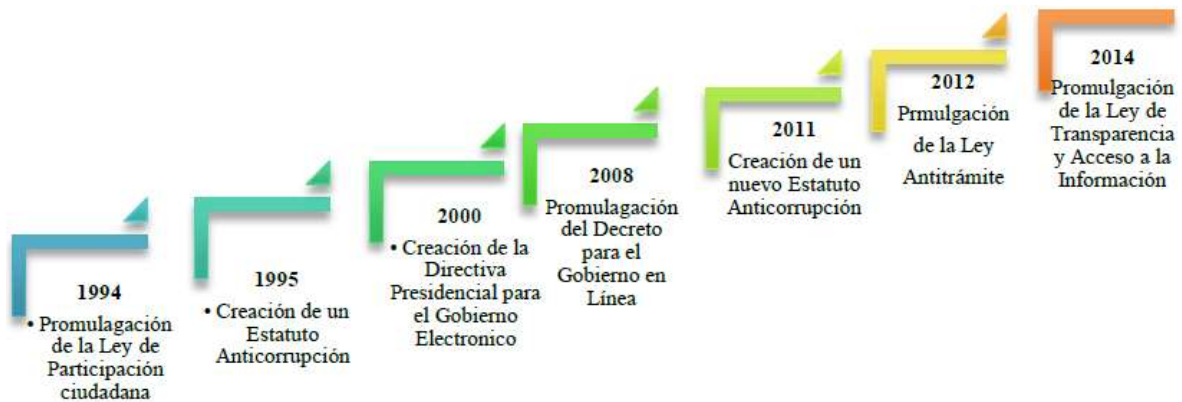 1994
• Promulagación
de la Ley de
Participación
ciudadana
1995
• Creación de un
Estatuto
Anticorrupción
2000
• Creación de la
Directiva
Presidencial para
el Gobierno
Electronico
2008
Promulagación
del Decreto
para el
Gobierno en
Línea
2011
Creación de un
nuevo Estatuto
Anticorrupción
2012
Prmulgación
de la Ley
Antitrámite
2014
Promulgación
de la Ley de
Transparencia
y Acceso a la
Información